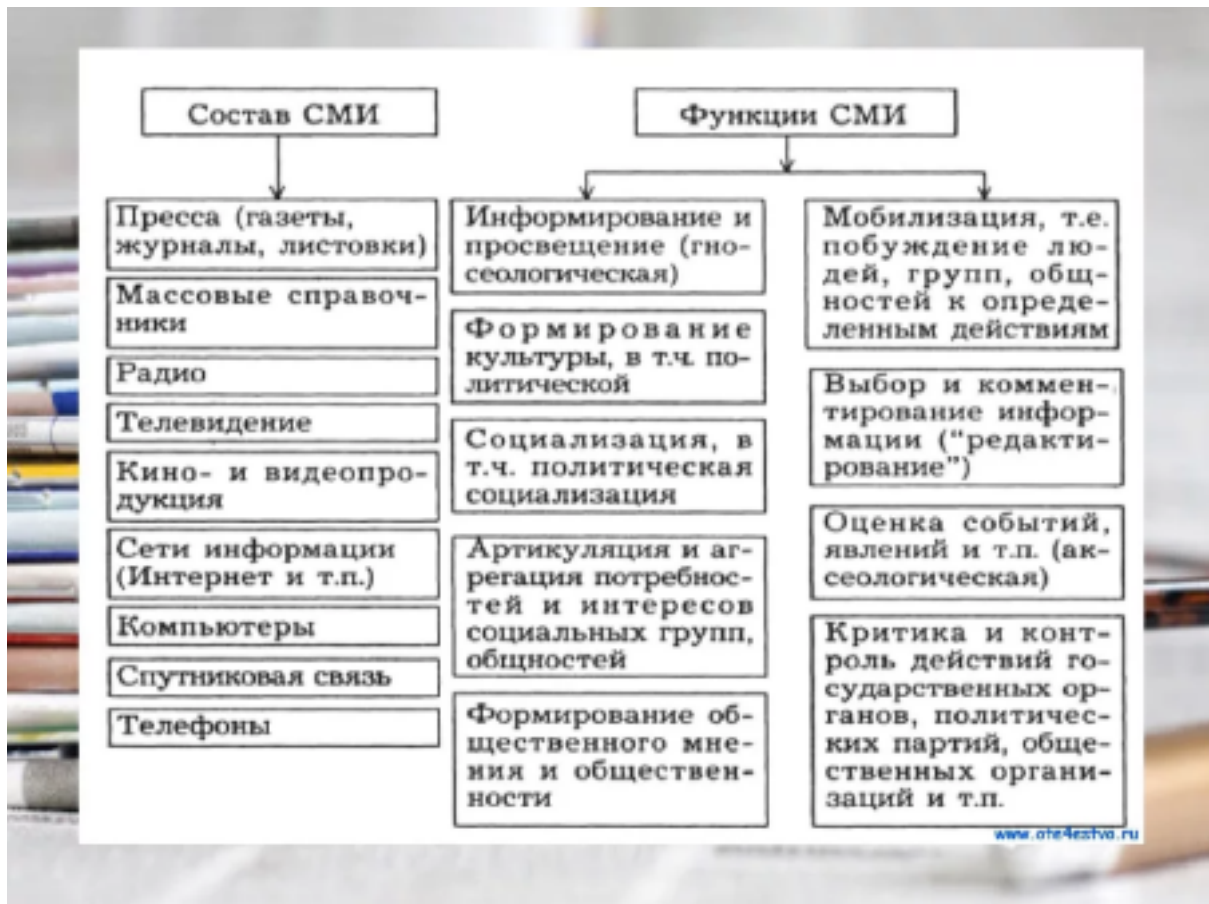 Состав СМИ
Пресса (газеты,
журналы, листовки)
Массовые справоч-
ники
Радио
Телевидение
Кино- и видеопро-
дукция
Сети информации
(Интернет и т.п.)
Компьютеры
Спутниковая связь
Телефоны
Функции СМИ
Информирование и
просвещение (гно-
сеологическая)
Формирование
культуры, в т.ч. по-
литической
Социализация, в
т.ч. политическая
социализация
Артикуляция и аг-
регация потребнос-
тей и интересов
социальных групп,
общностей
Формирование об-
щественного мне-
ния и обществен-
ности
Мобилизация, т.е.
побуждение лю-
дей, групп, общ-
ностей к опреде-
ленным действиям
Выбор и коммен-
тирование инфор-
мации (“редакти-
рование”)
Оценка событий,
явлений и т.п. (ак-
сеологическая)
Критика и конт-
роль действий го-
сударственных ор-
ганов, политичес-
ких партий, обще-
ственных органи-
заций и т.п.
www.ote4estvo.ru